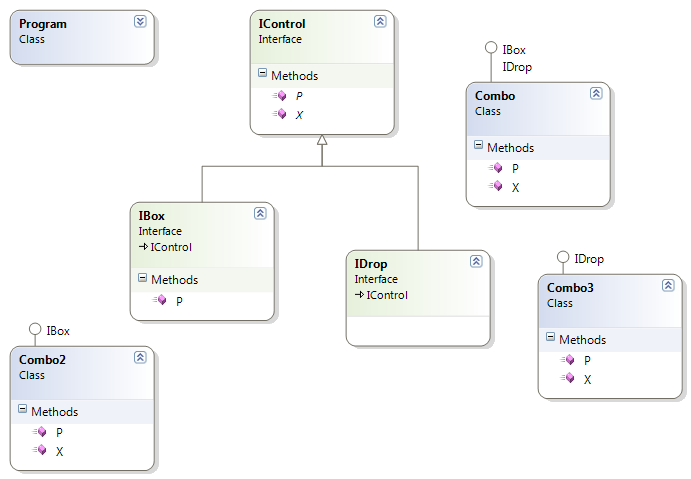 Program
Class
IControl
Interface
Methods
P
X
IBox
IDrop
Combo
Class
Methods
P
X
IBox
Interface
IControl
Methods
P
IDrop
Interface
IControl
IDrop
Combo3
Class
Methods
P
X
IBox
Combo2
Class
Methods
P
X